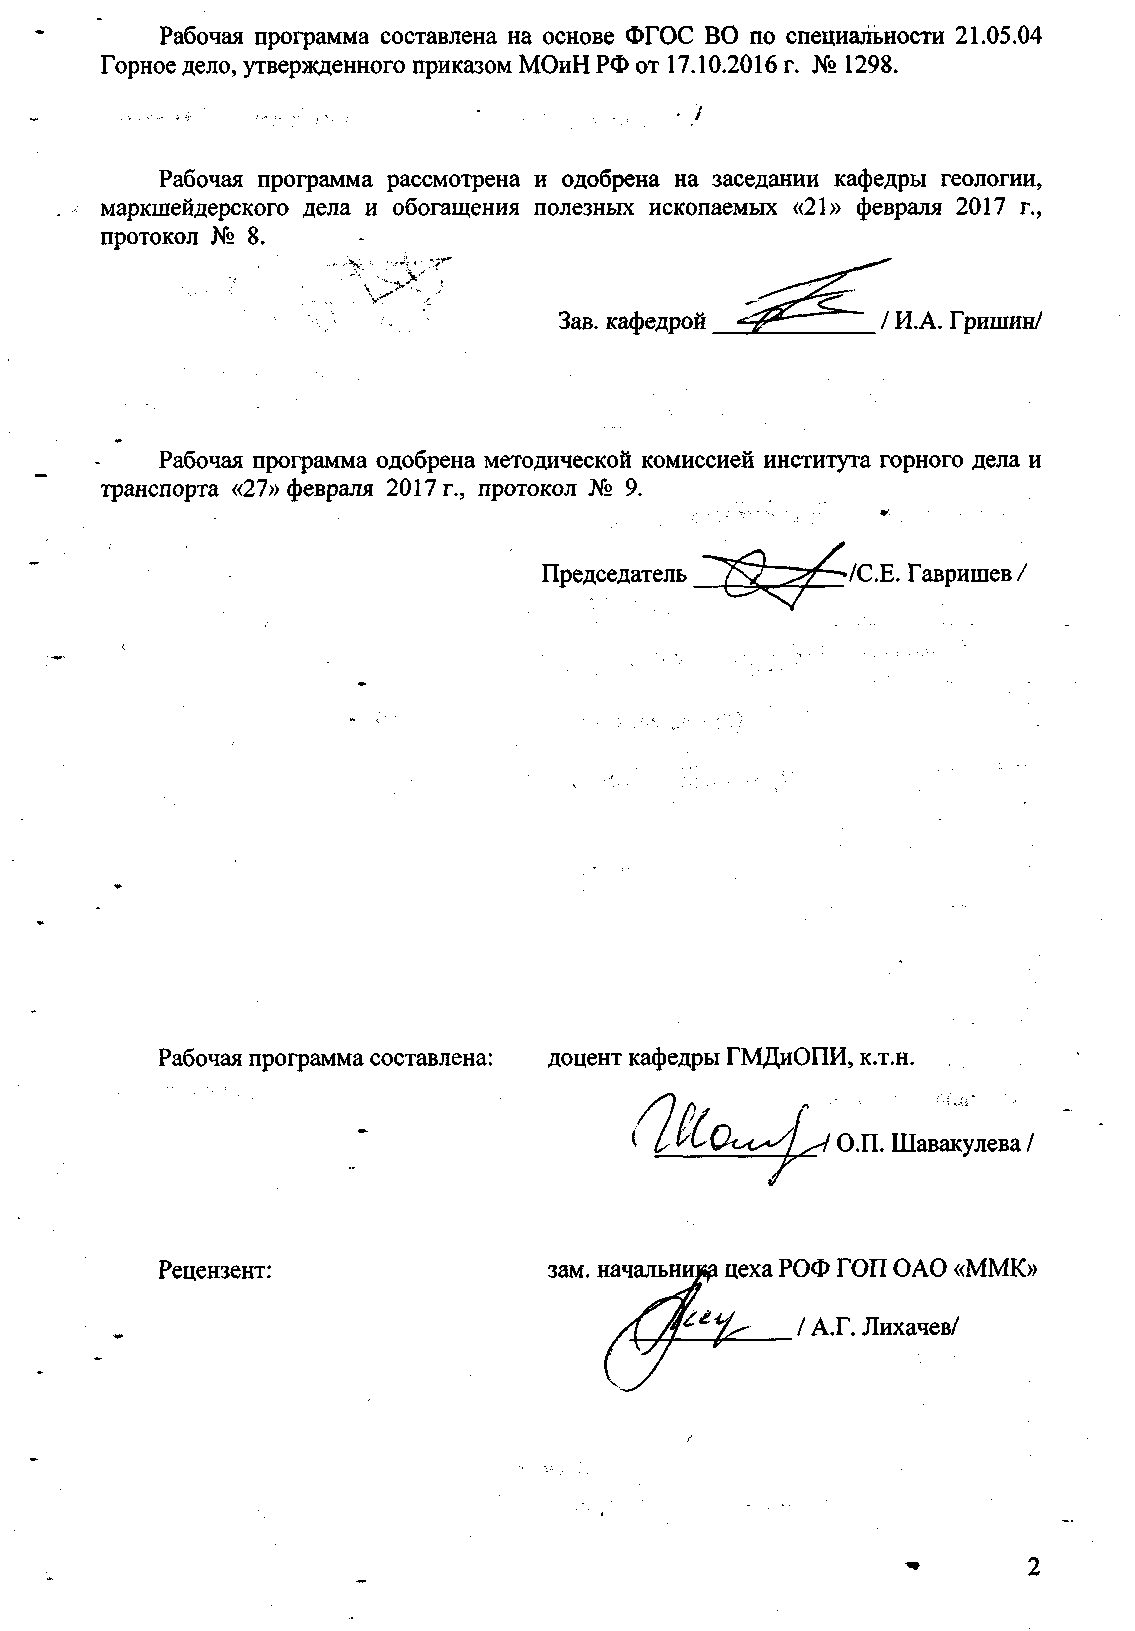 Рабочая программа составлена на основе ФГОС ВО по специальности 21.05.04
Горное дело, утвержденного приказом МОиН РФ от 17.10.2016 г. № 1298.
Рабочая программа рассмотрена и одобрена на заседании кафедры геологии,
маркшейдерского дела и обогащения полезных ископаемых «21» февраля 2017 г.,
протокол № 8.
Зав. кафедрой ____________ / И.А. Гришин/
Рабочая программа одобрена методической комиссией института горного дела и
транспорта «27» февраля 2017 г., протокол № 9.
Председатель ____________ /С.Е. Гавришев /
Рабочая программа составлена: доцент кафедры ГМДиОПИ, к.т.н.
____________ / О.П. Шавакулева /
Рецензент: зам. начальника цеха РОФ ГОП ОАО «ММК»
____________ / А.Г. Лихачев/
2